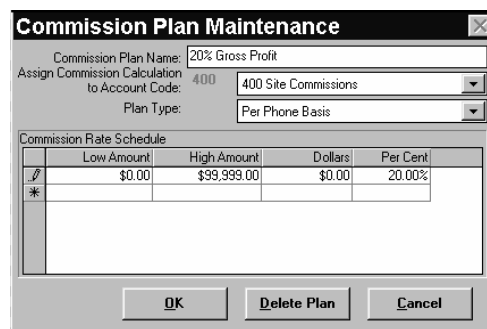 Commission Plan Maintenance
Commission Plan Name: 20% Gross Profit
Assign Commission Calculation
to Account Code: 400 400 Site Commissions
Plan Type: Per Phone Basis
Commission Rate Schedule
Low Amount High Amount Dollars Per Cent
$0.00 $99,999.00 $0.00 20.00%
OK Delete Plan Cancel